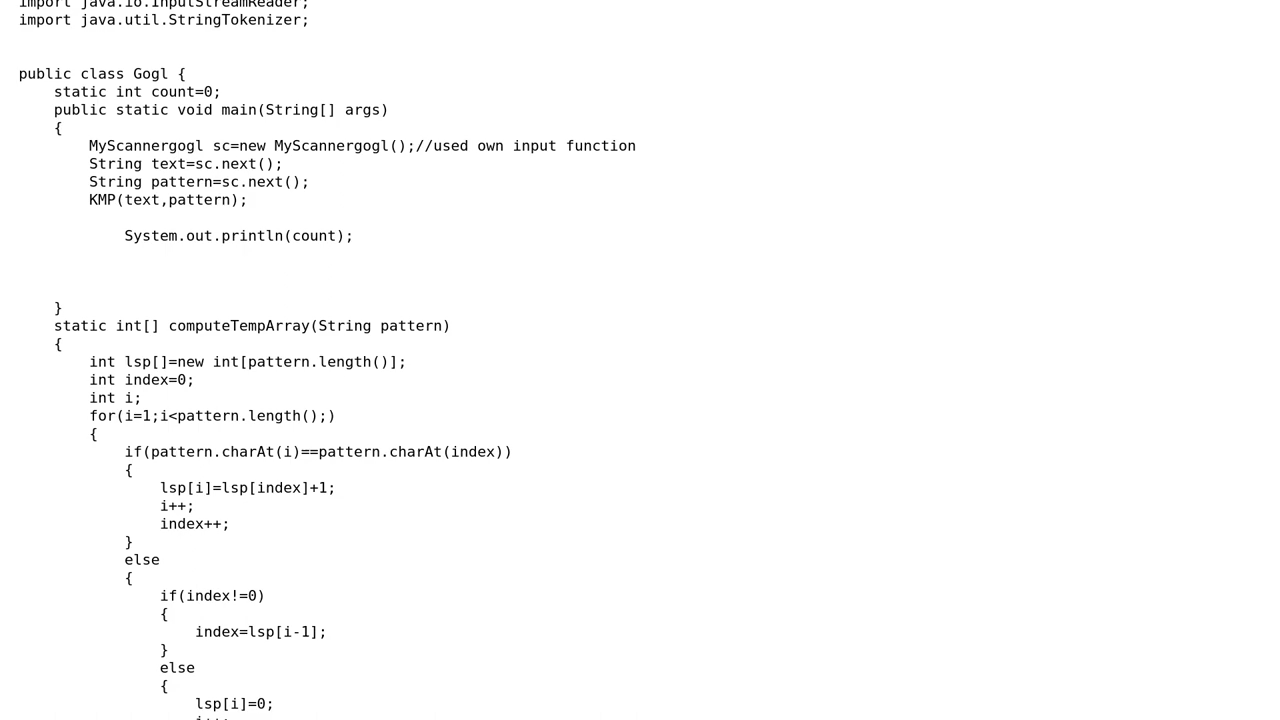 import java.io.InputStreamReader;
import java.util.StringTokenizer;
public class Gogl {
    static int count=0;
    public static void main(String[] args)
    {
        MyScannergogl sc=new MyScannergogl();//used own input function
        String text=sc.next();
        String pattern=sc.next();
        KMP(text,pattern);
            System.out.println(count);
    }
    static int[] computeTempArray(String pattern)
    {
        int lsp[]=new int[pattern.length()];
        int index=0;
        int i;
        for(i=1;i<pattern.length();)
        {
            if(pattern.charAt(i)==pattern.charAt(index))
            {
                lsp[i]=lsp[index]+1;
                i++;
                index++;
            }
            else
            {
                if(index!=0)
                {
                    index=lsp[i-1];
                }
                else
                {
                    lsp[i]=0;